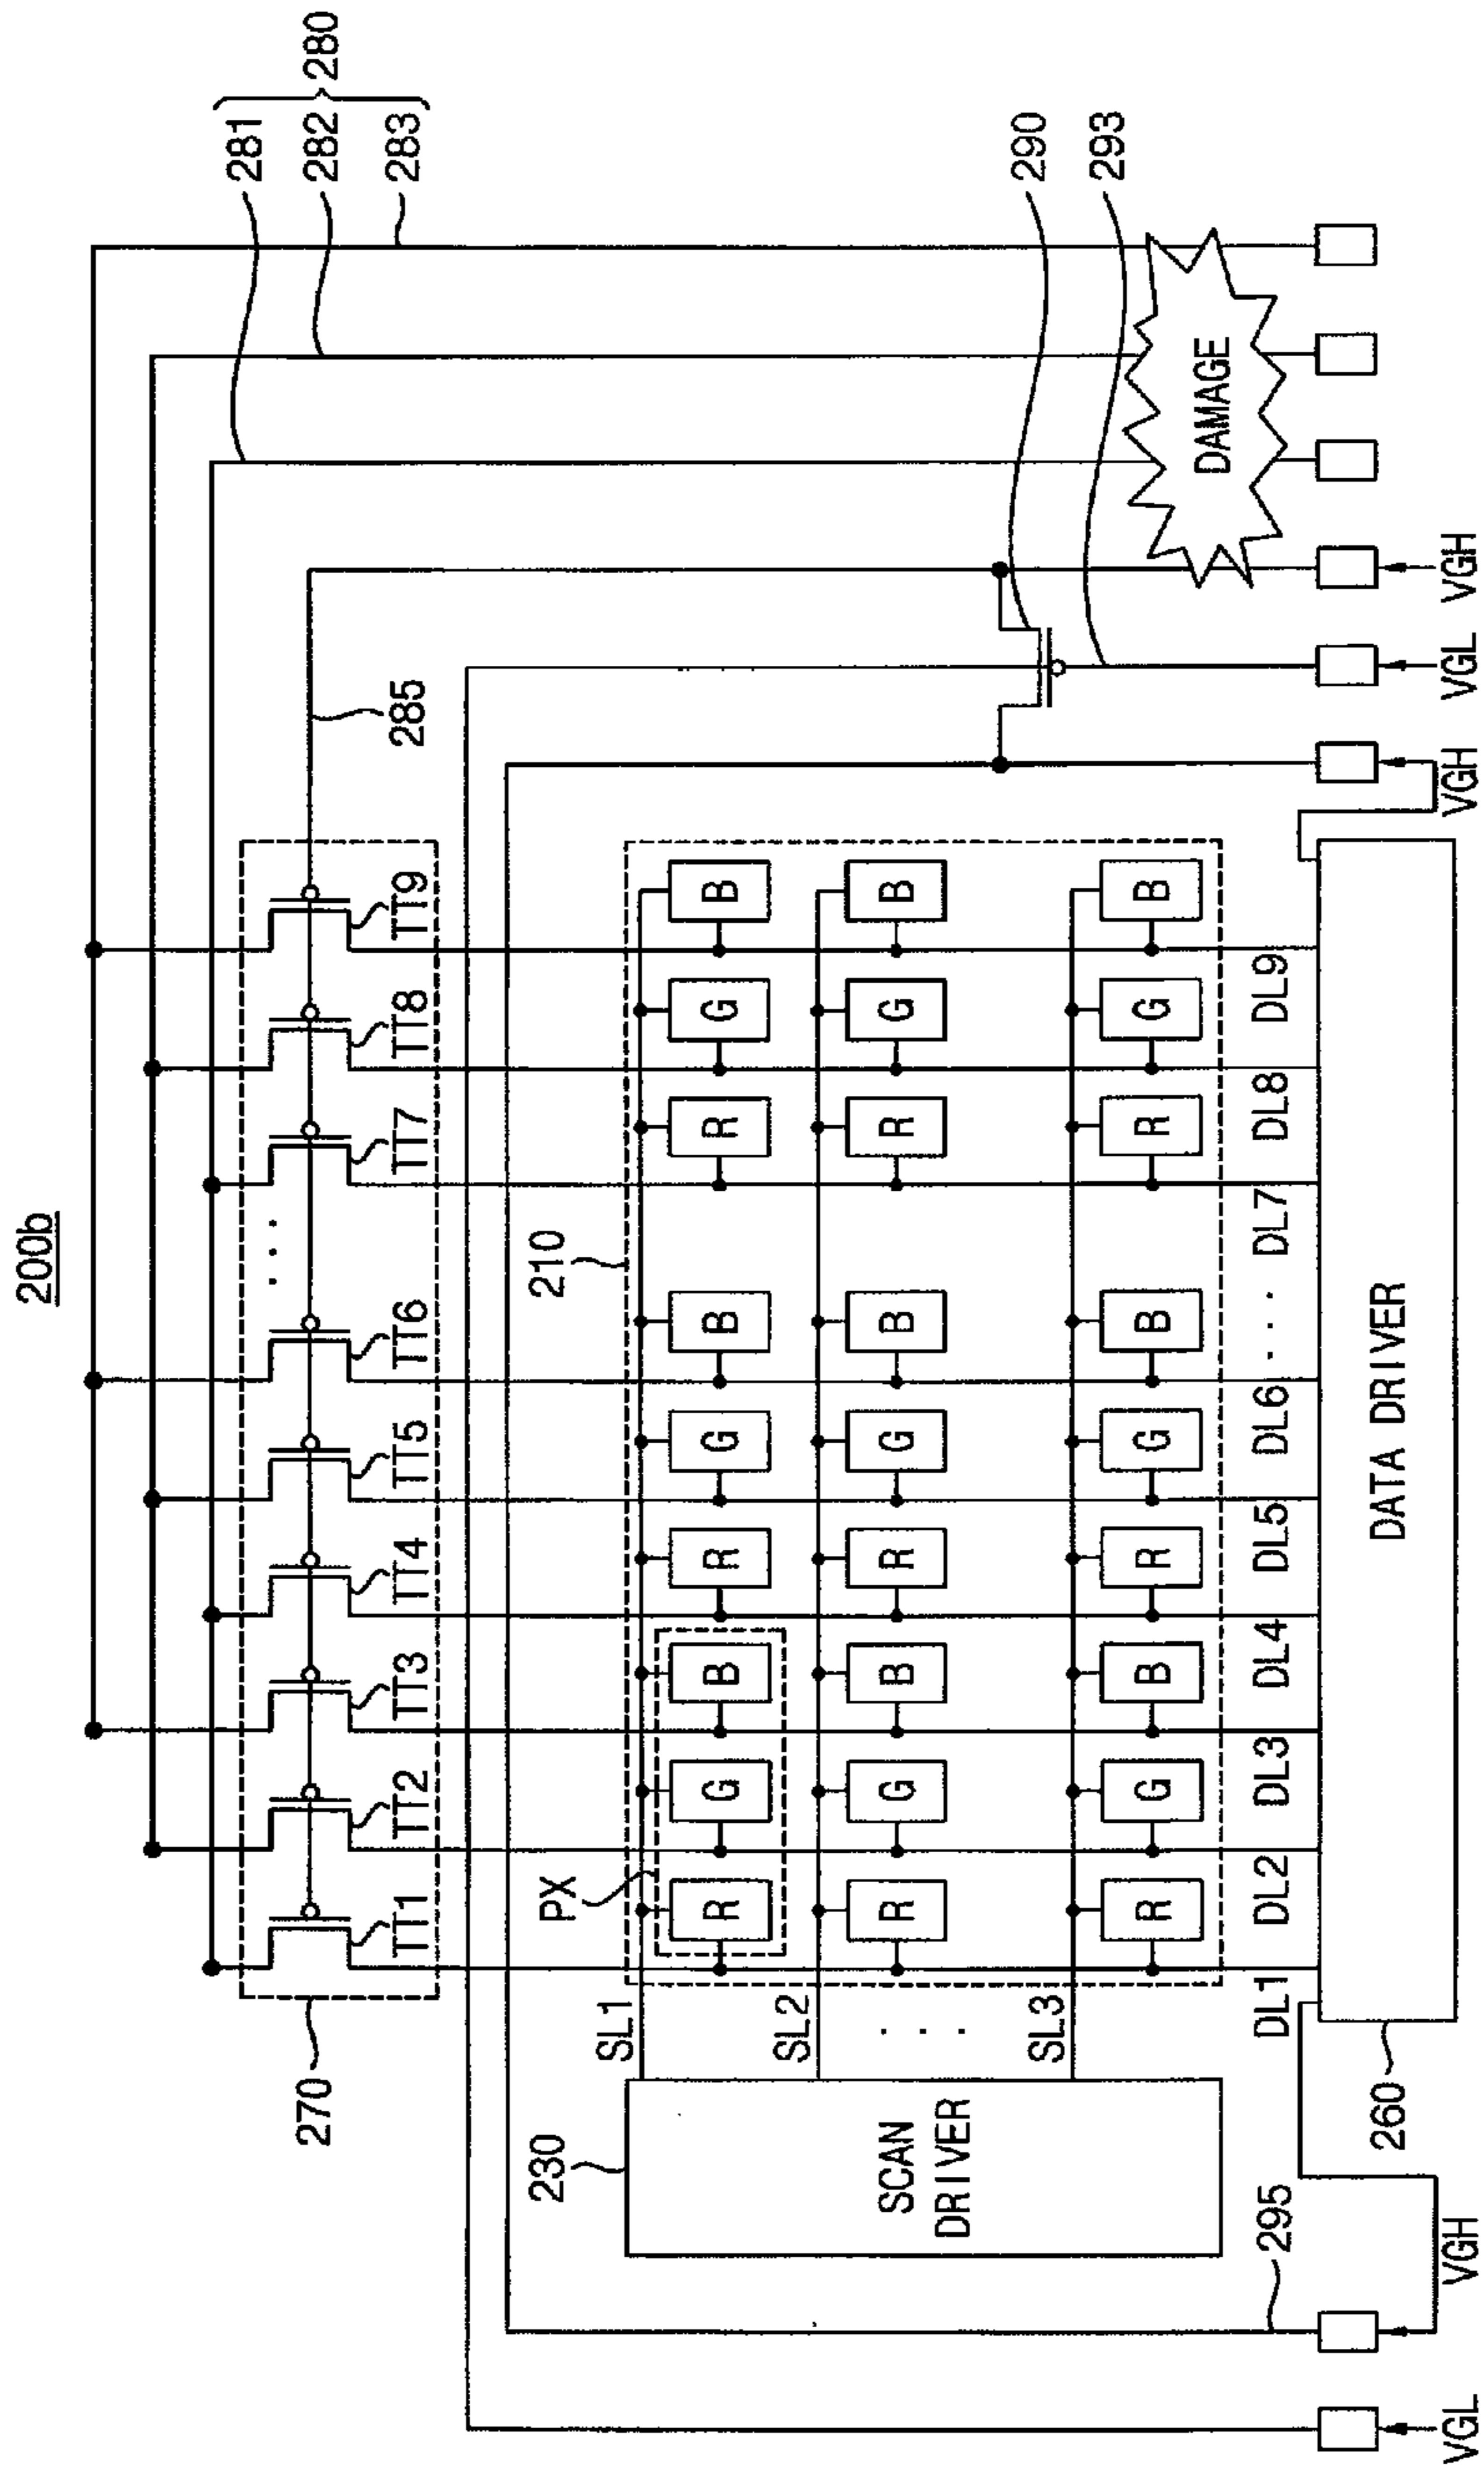 200b
281
282
283
280
285
TT1
TT2
TT3
TT4
TT5
TT6
...
TT7
TT8
TT9
270
290
293
210
PX
230
SCAN
DRIVER
SL1
SL2
...
SL3
R
G
B
R
G
B
R
G
B
R
G
B
R
G
B
R
G
B
R
G
B
R
G
B
R
G
B
DAMAGE
295
DL1
DL2
DL3
DL4
DL5
DL6
....
DL7
DL8
DL9
260
DATA DRIVER
VGL
VGH
VGH
VGL
VGH